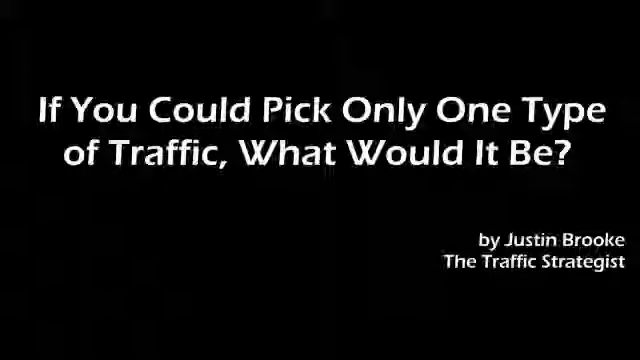 If You Could Pick Only One Type
of Traffic, What Would It Be?
by Justin Brooke
The Traffic Strategist